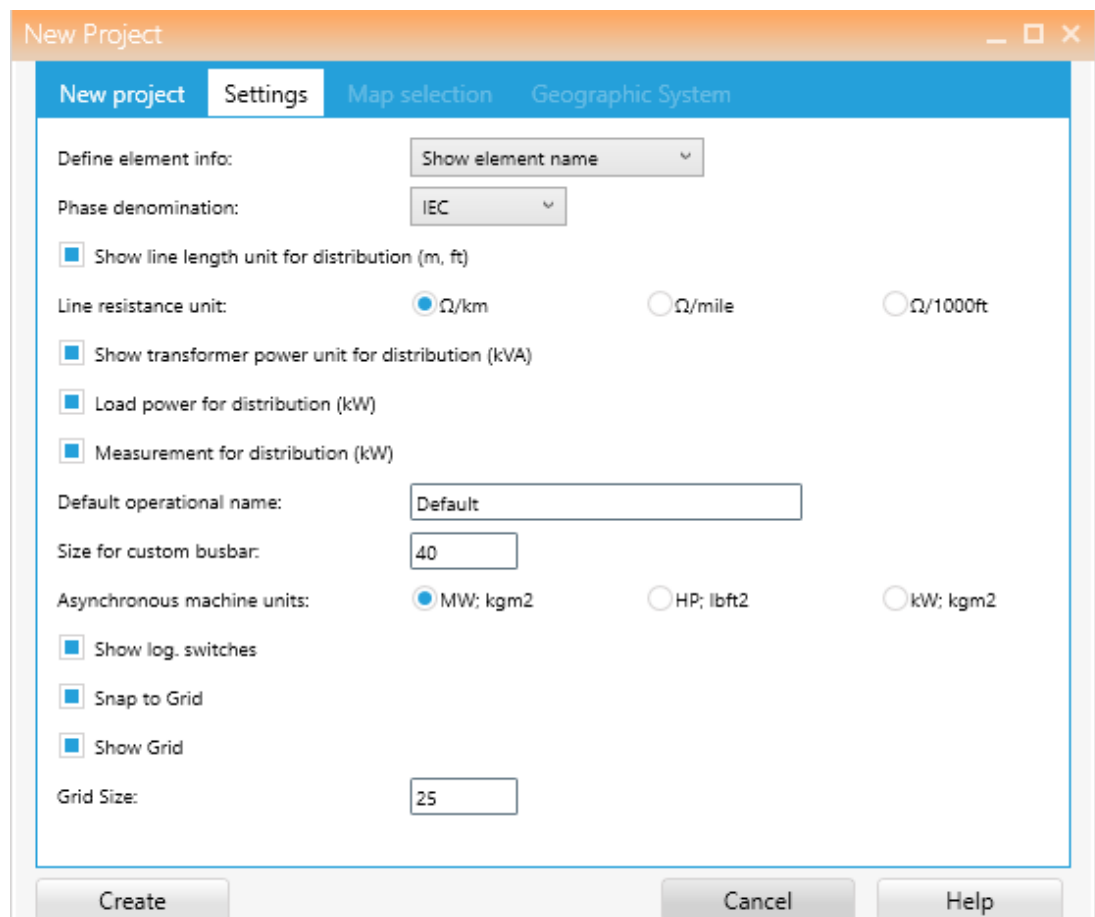 New Project
New project Settings Map selection Geographic System
Define element info: Show element name
Phase denomination: IEC
Show line length unit for distribution (m, ft)
Line resistance unit: Ω/km Ω/mile Ω/1000ft
Show transformer power unit for distribution (kVA)
Load power for distribution (kW)
Measurement for distribution (kW)
Default operational name: Default
Size for custom busbar: 40
Asynchronous machine units: MW; kgm2 HP; lbft2 kW; kgm2
Show log. switches
Snap to Grid
Show Grid
Grid Size: 25
Create Cancel Help